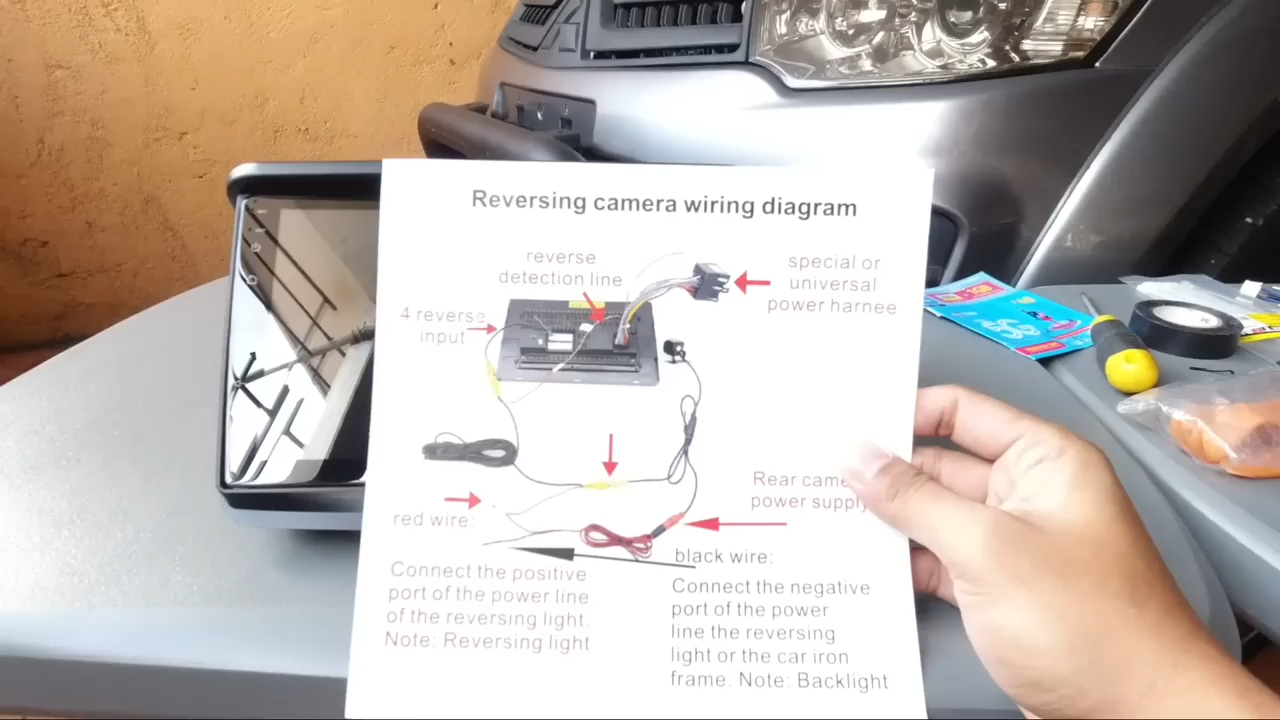 Reversing camera wiring diagram
reverse
detection line
special or
universal
power harnee
4 reverse
input
Rear
power supply
red wire:
black wire:
Connect the positive
port of the power line
of the reversing light.
Note: Reversing light
Connect the negative
port of the power
line the reversing
light or the car iron
frame. Note: Backlight